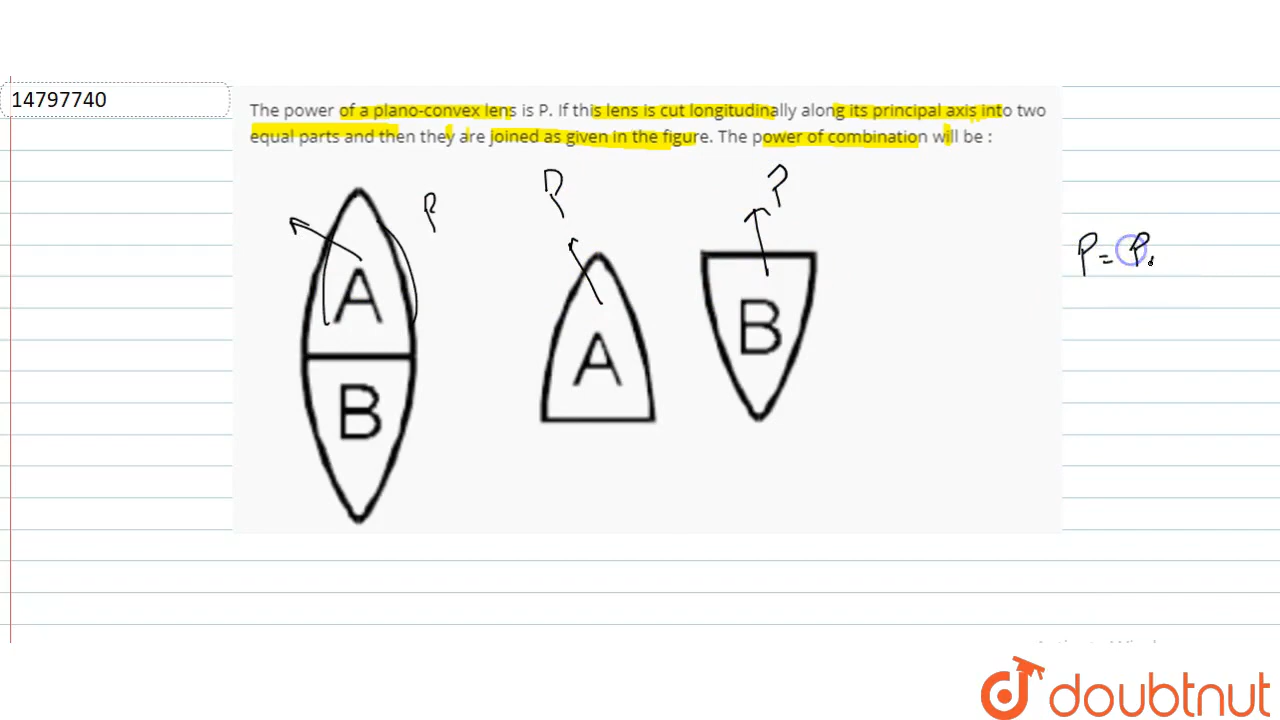 14797740
The power of a plano-convex lens is P. If this lens is cut longitudinally along its principal axis into two
equal parts and then they are joined as given in the figure. The power of combination will be :
P
P
P
A
B
A
B
P = P
doubtnut